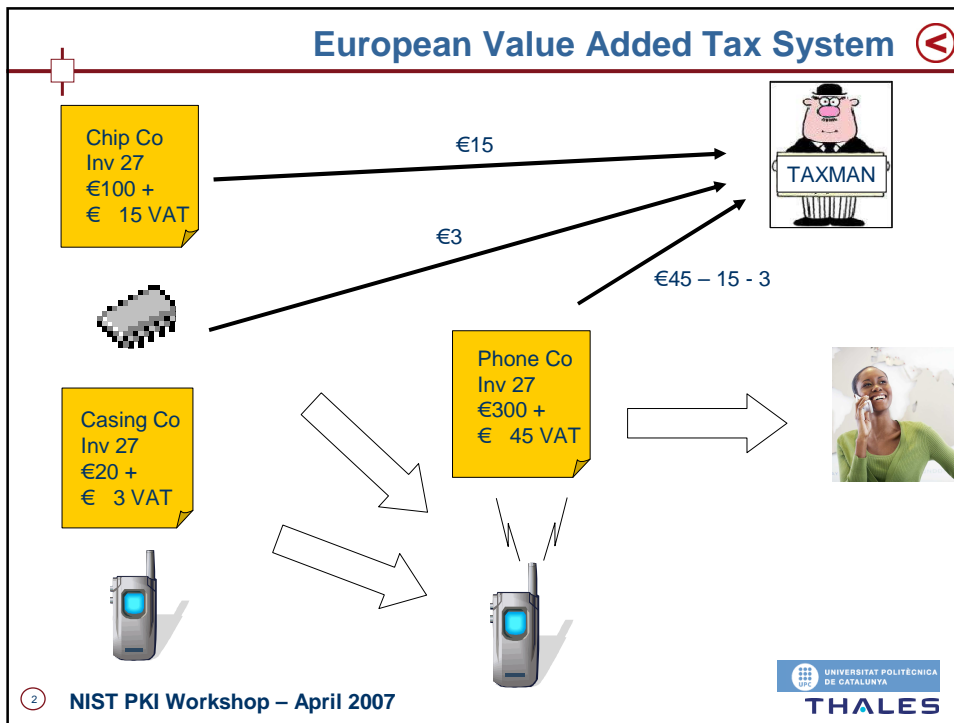 European Value Added Tax System
Chip Co
Inv 27
€100 +
€ 15 VAT
€15
TAXMAN
€3
€45 – 15 - 3
Phone Co
Inv 27
€300 +
€ 45 VAT
Casing Co
Inv 27
€20 +
€ 3 VAT
2
NIST PKI Workshop – April 2007
UPC
UNIVERSITAT POLITÈCNICA
DE CATALUNYA
THALES